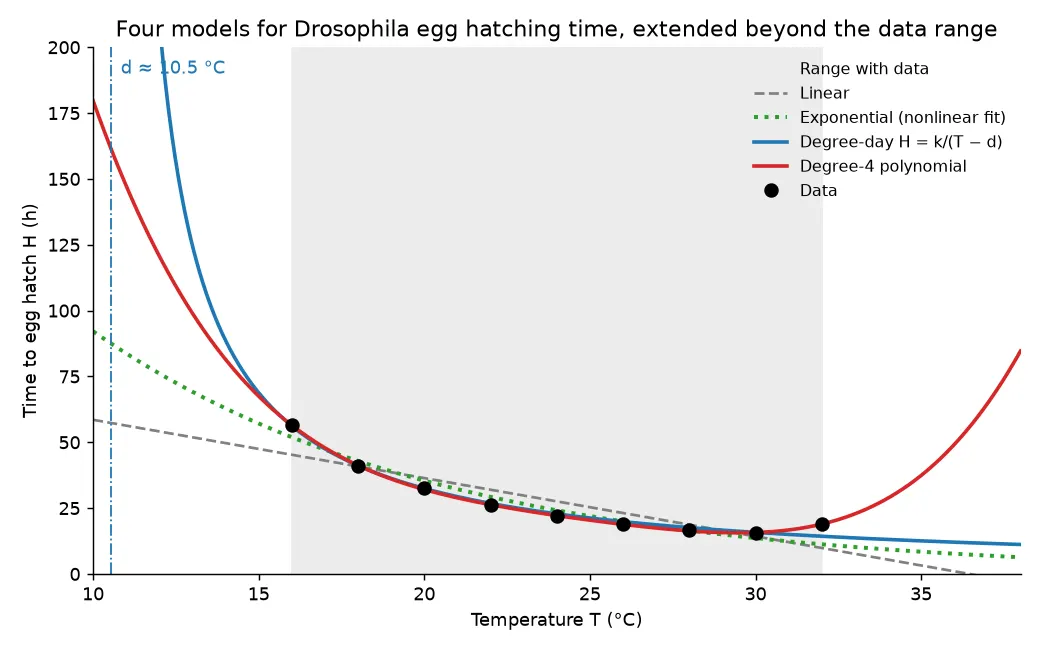 Four models for Drosophila egg hatching time, extended beyond the data range
200
175
150
125
100
75
50
25
0
Time to egg hatch H (h)
d ≈ 10.5 °C
Range with data
Linear
Exponential (nonlinear fit)
Degree-day H = k/(T − d)
Degree-4 polynomial
Data
10 15 20 25 30 35
Temperature T (°C)